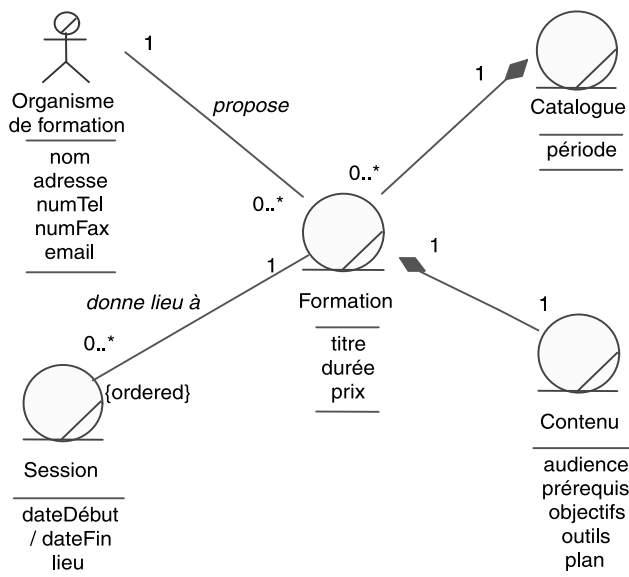 1
propose
Organisme
de formation
nom
adresse
numTel
numFax
email
1
Catalogue
période
0..*
0..*
1
donne lieu à
Formation
titre
durée
prix
1
1
0..*
{ordered}
Session
dateDébut
/ dateFin
lieu
Contenu
audience
prérequis
objectifs
outils
plan